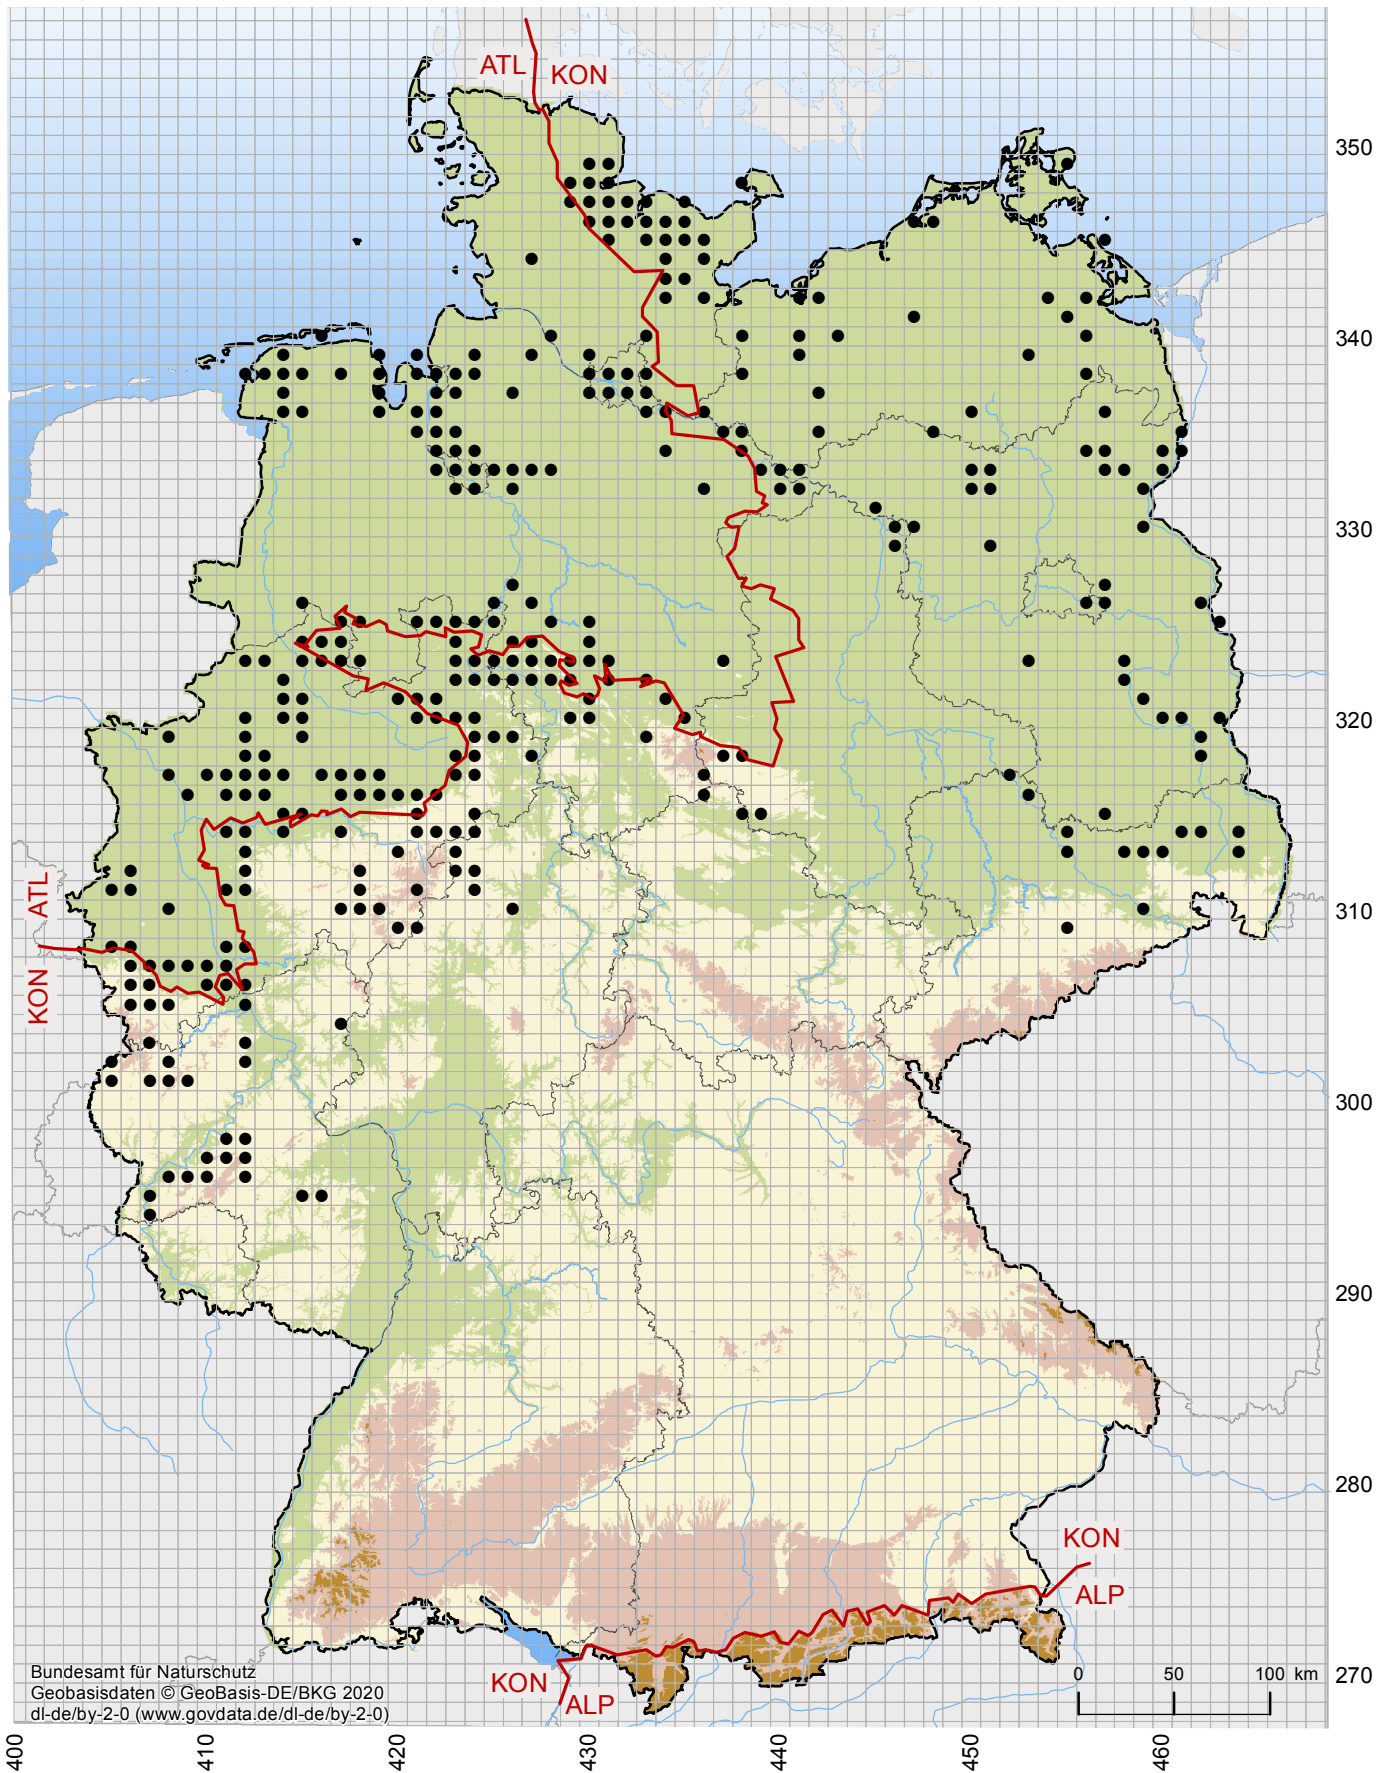 ATL
KON
350
340
330
320
ATL
310
KON
300
290
280
KON
ALP
Bundesamt für Naturschutz
Geobasisdaten © GeoBasis-DE/BKG 2020
dl-de/by-2-0 (www.govdata.de/dl-de/by-2-0)
KON
ALP
0 50 100 km
270
400 410 420 430 440 450 460